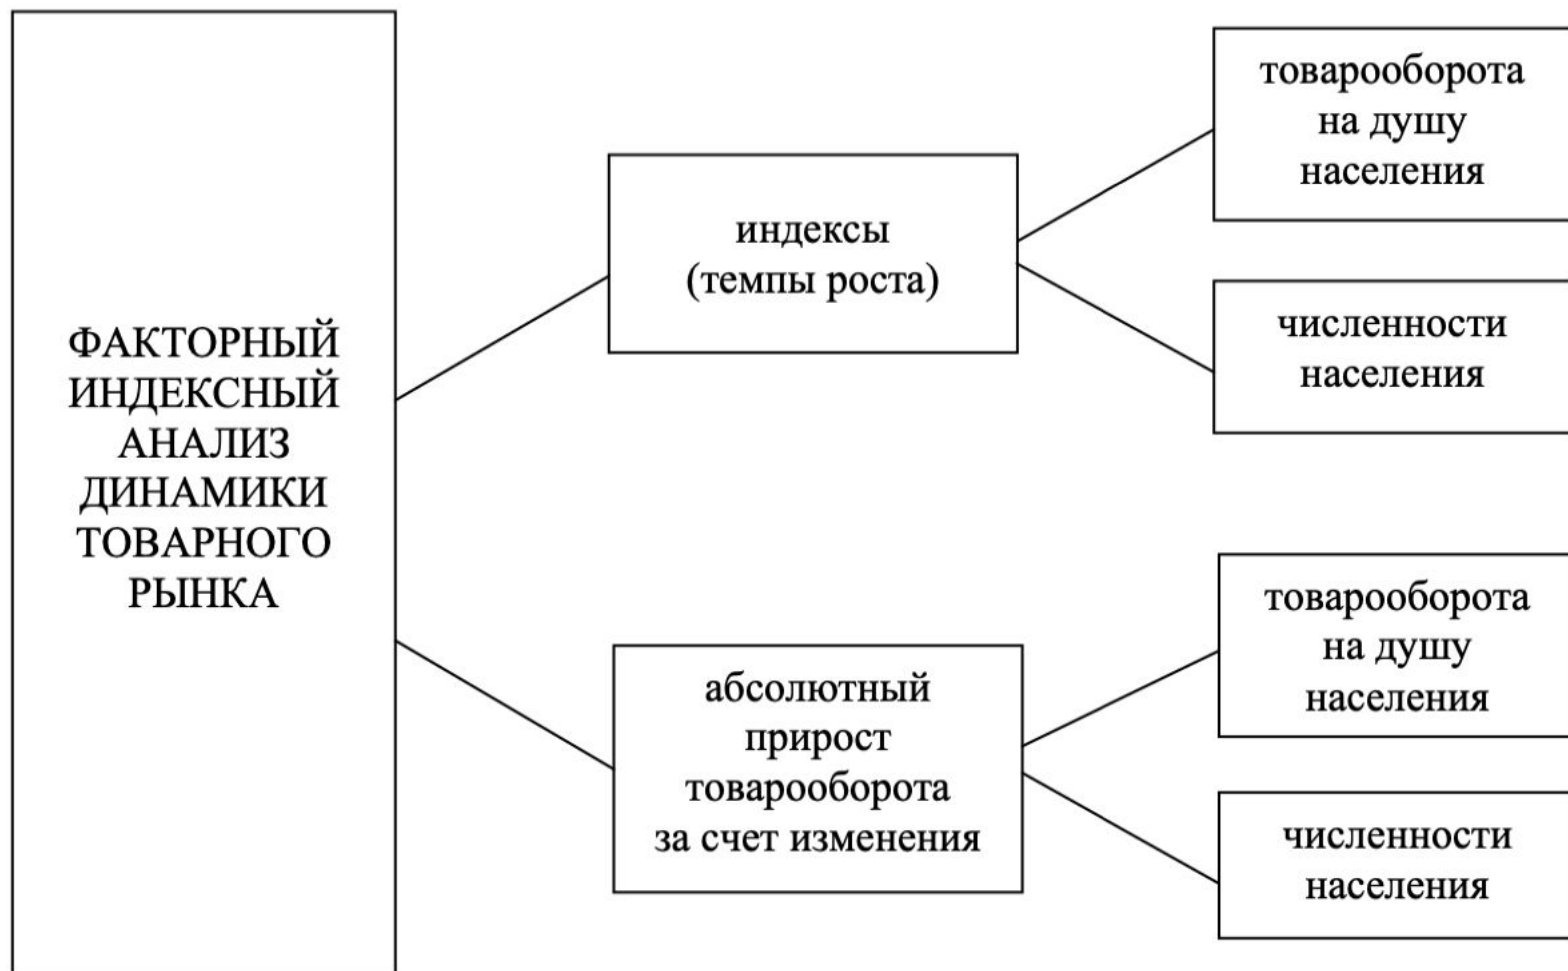 ФАКТОРНЫЙ
ИНДЕКСНЫЙ
АНАЛИЗ
ДИНАМИКИ
ТОВАРНОГО
РЫНКА
индексы
(темпы роста)
товарооборота
на душу
населения
численности
населения
абсолютный
прирост
товарооборота
за счет изменения
товарооборота
на душу
населения
численности
населения